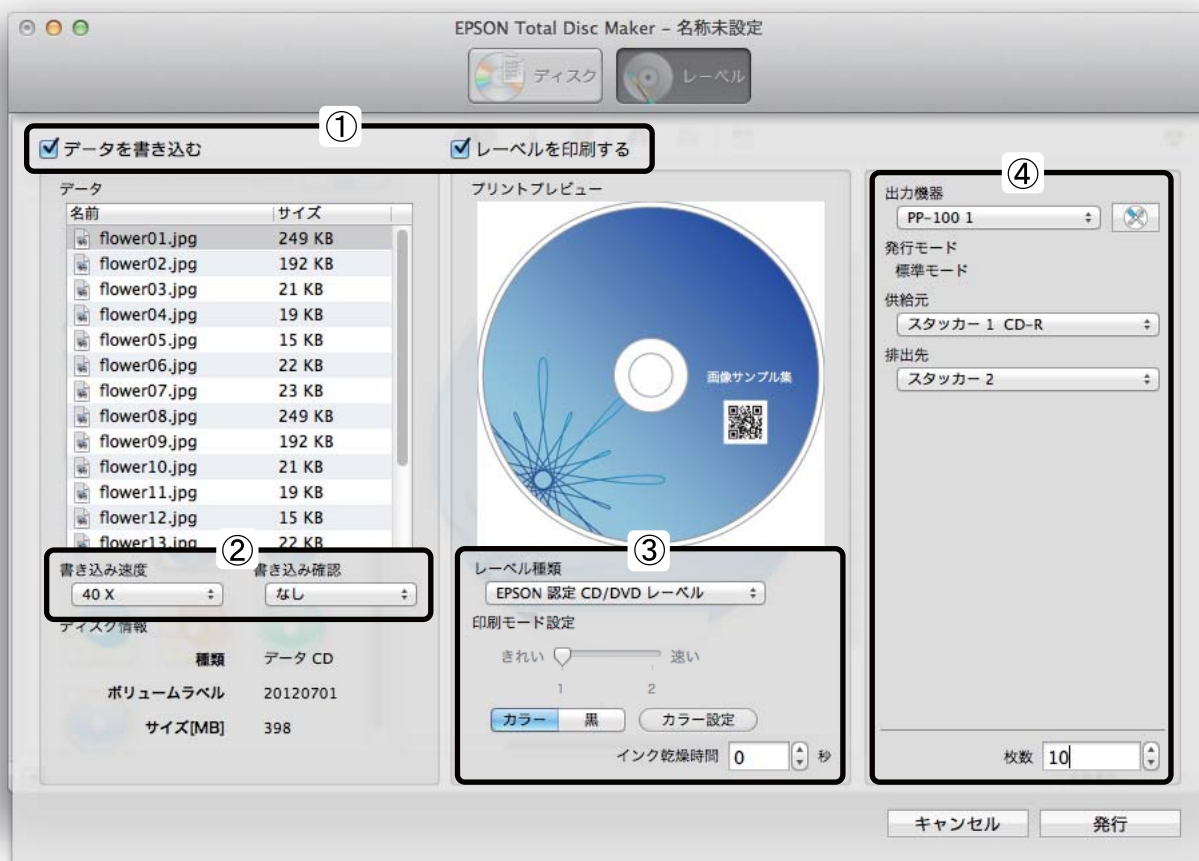 EPSON Total Disc Maker – 名称未設定
ディスク
レーベル
①
データを書き込む
レーベルを印刷する
データ
名前 サイズ
flower01.jpg 249 KB
flower02.jpg 192 KB
flower03.jpg 21 KB
flower04.jpg 19 KB
flower05.jpg 15 KB
flower06.jpg 22 KB
flower07.jpg 23 KB
flower08.jpg 249 KB
flower09.jpg 192 KB
flower10.jpg 21 KB
flower11.jpg 19 KB
flower12.jpg 15 KB
flower13.jpg 22 KB
②
書き込み速度 書き込み確認
40 X なし
ディスク情報
種類 データ CD
ボリュームラベル 20120701
サイズ[MB] 398
プリントプレビュー
画像サンプル集
③
レーベル種類
EPSON 認定 CD/DVD レーベル
印刷モード設定
きれい 速い
1 2
カラー 黒 カラー設定
インク乾燥時間 0 秒
④
出力機器
PP-100 1
発行モード
標準モード
供給元
スタッカー 1 CD-R
排出先
スタッカー 2
枚数 10
キャンセル 発行